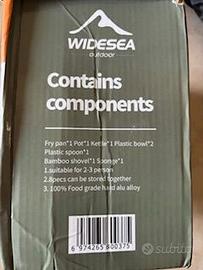 WIDESEA
outdoor
Contains
components
Fry pan*1 Pot*1 Kettle*1 Plastic bowl*2
Plastic spoon*1
Bamboo shovel*1 Sponge*1
1.suitable for 2-3 person
2.8pecs can be stored together
3. 100% Food grade hard alu alloy
6 974265 800375
subito